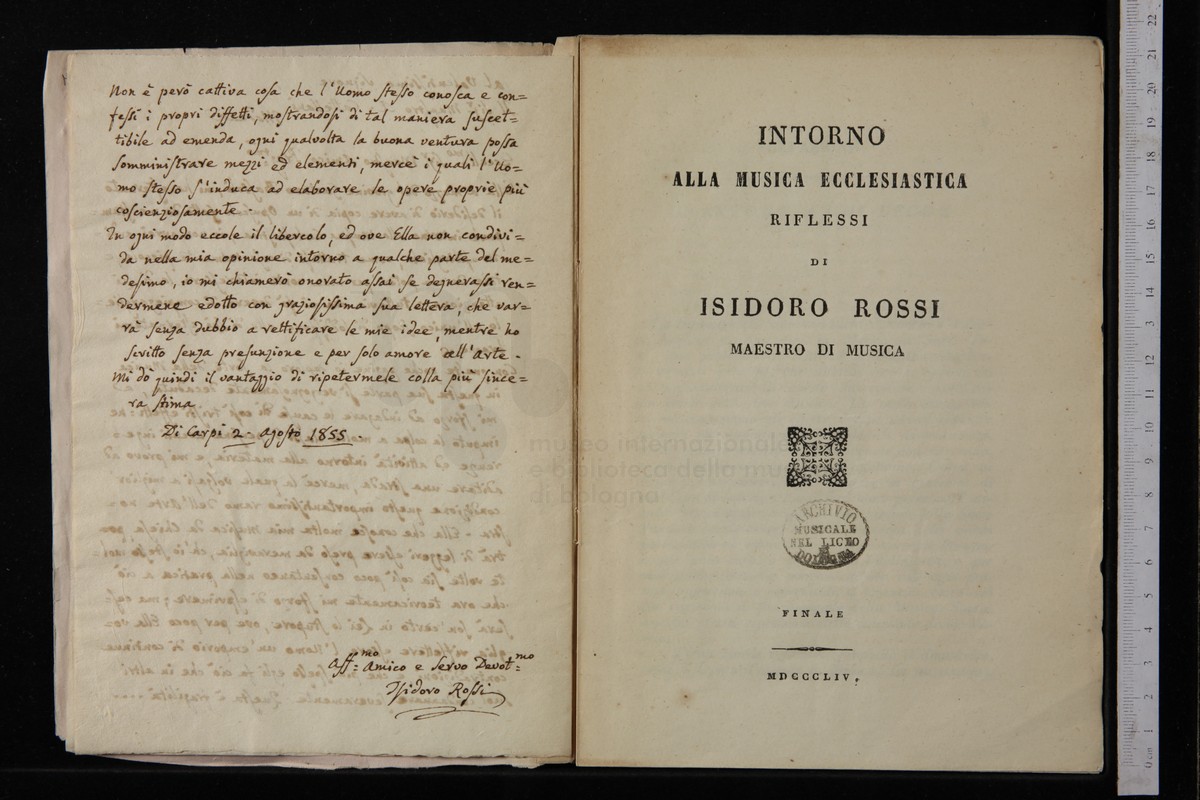 Non è però cattiva cosa che l'Uomo stesso conosca e con=
fessi i propri diffetti, mostrandosi di tal maniera suscet=
tibile ad emenda, ogni qualvolta la buona ventura possa
somministrare mezzi ed elementi, mercè i quali l'Uo=
mo stesso s'induca ad elaborare le opere proprie più
coscienziosamente.
In ogni modo eccole il libercolo, ed ove Ella non condivi=
da nella mia opinione intorno a qualche parte del me=
desimo, io mi chiamerò onorato assai se degnerassi ren=
dermene edotto con graziosissima sua lettera, che var=
rà senza dubbio a rettificare le mie idee, mentre ho
scritto senza presunzione e per solo amore all'Arte.
Mi dò quindi il vantaggio di ripetermele colla più since=
ra stima.
Di Carpi 2. Agosto 1855.
Aff:mo Amico e Servo Devot=mo
Isidoro Rossi
INTORNO
ALLA MUSICA ECCLESIASTICA
RIFLESSI
DI
ISIDORO ROSSI
MAESTRO DI MUSICA
ARCHIVIO
MUSICALE
NEL LICEO
BOLOGNA
FINALE
MDCCCLIV.
museo internazionale
e biblioteca della mu
di bologna